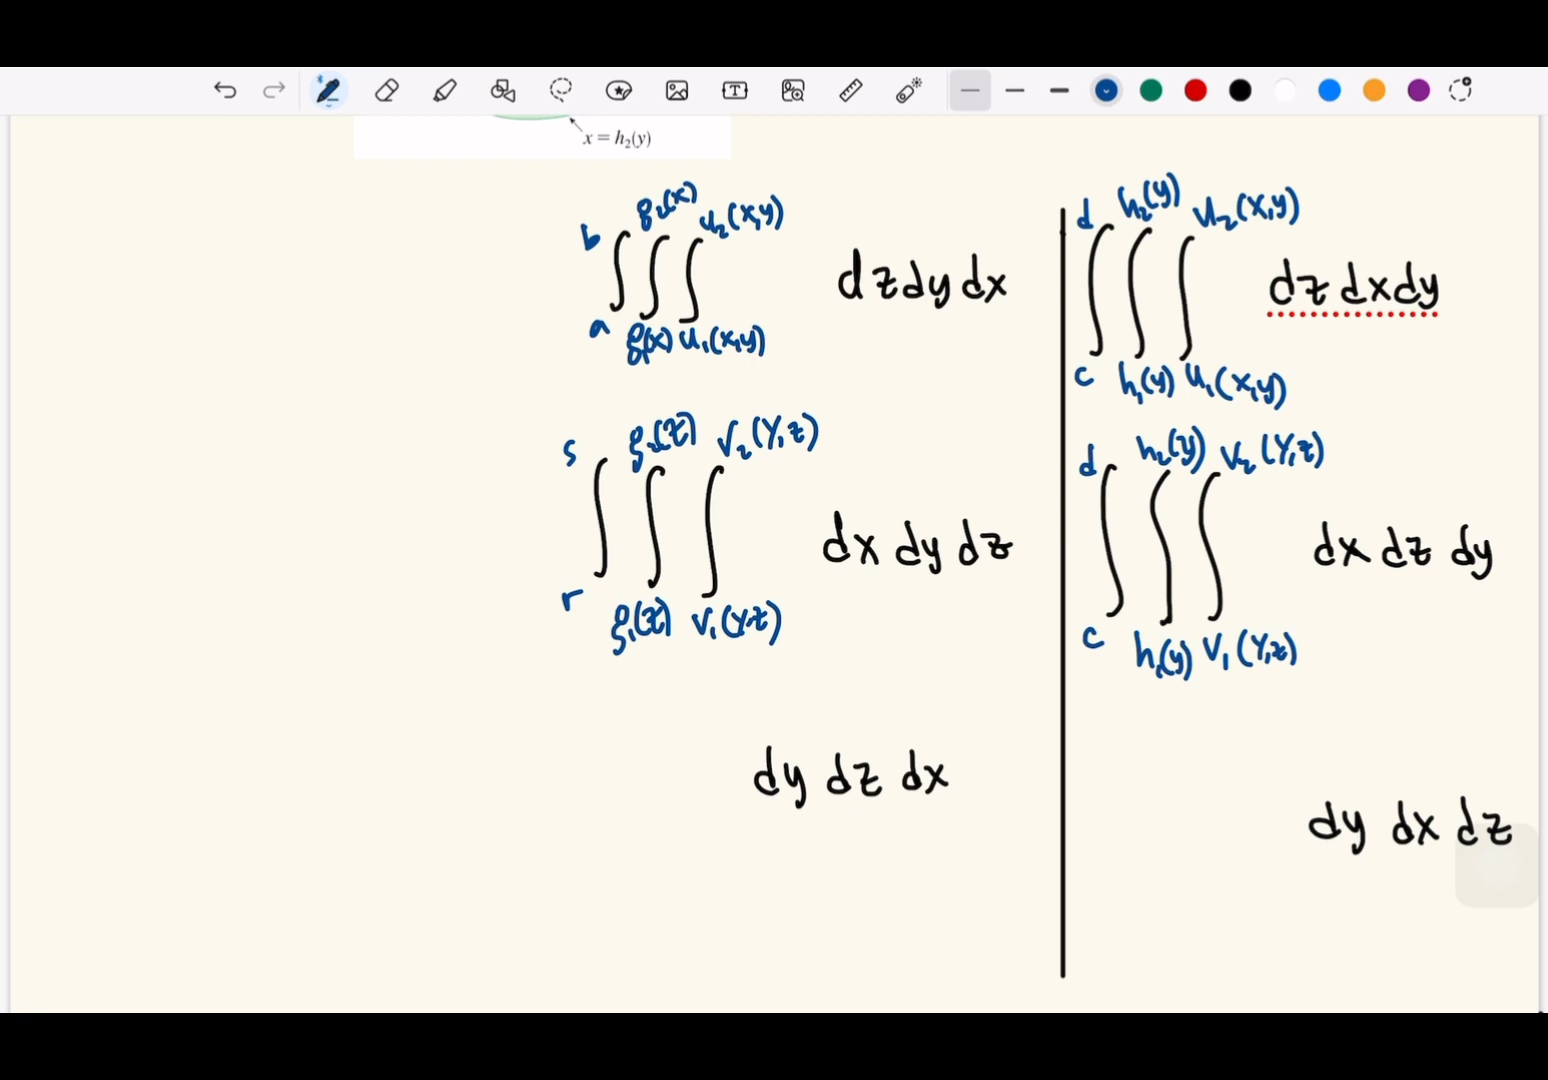 x = h₂(y)
b g₂(x) u₂(x,y)
∫ ∫ ∫ dz dy dx
a g₁(x) u₁(x,y)
d h₂(y) u₂(x,y)
∫ ∫ ∫ dz dx dy
c h₁(y) u₁(x,y)
s g₂(z) v₂(y,z)
∫ ∫ ∫ dx dy dz
r g₁(z) v₁(y,z)
d h₂(y) v₂(y,z)
∫ ∫ ∫ dx dz dy
c h₁(y) v₁(y,z)
dy dz dx
dy dx dz